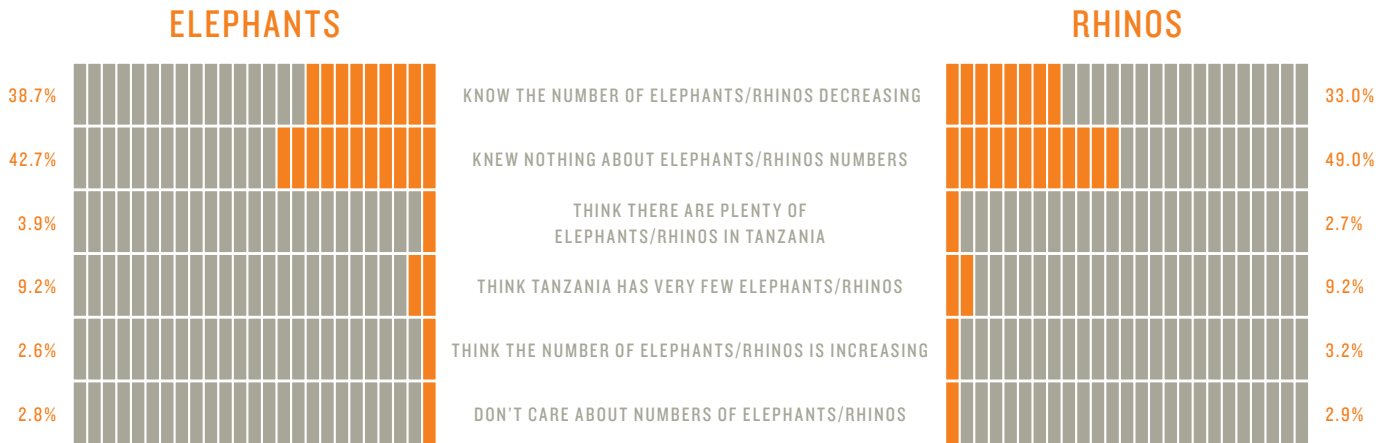 ELEPHANTS
RHINOS
38.7%
KNOW THE NUMBER OF ELEPHANTS/RHINOS DECREASING
33.0%
42.7%
KNEW NOTHING ABOUT ELEPHANTS/RHINOS NUMBERS
49.0%
3.9%
THINK THERE ARE PLENTY OF
ELEPHANTS/RHINOS IN TANZANIA
2.7%
9.2%
THINK TANZANIA HAS VERY FEW ELEPHANTS/RHINOS
9.2%
2.6%
THINK THE NUMBER OF ELEPHANTS/RHINOS IS INCREASING
3.2%
2.8%
DON'T CARE ABOUT NUMBERS OF ELEPHANTS/RHINOS
2.9%